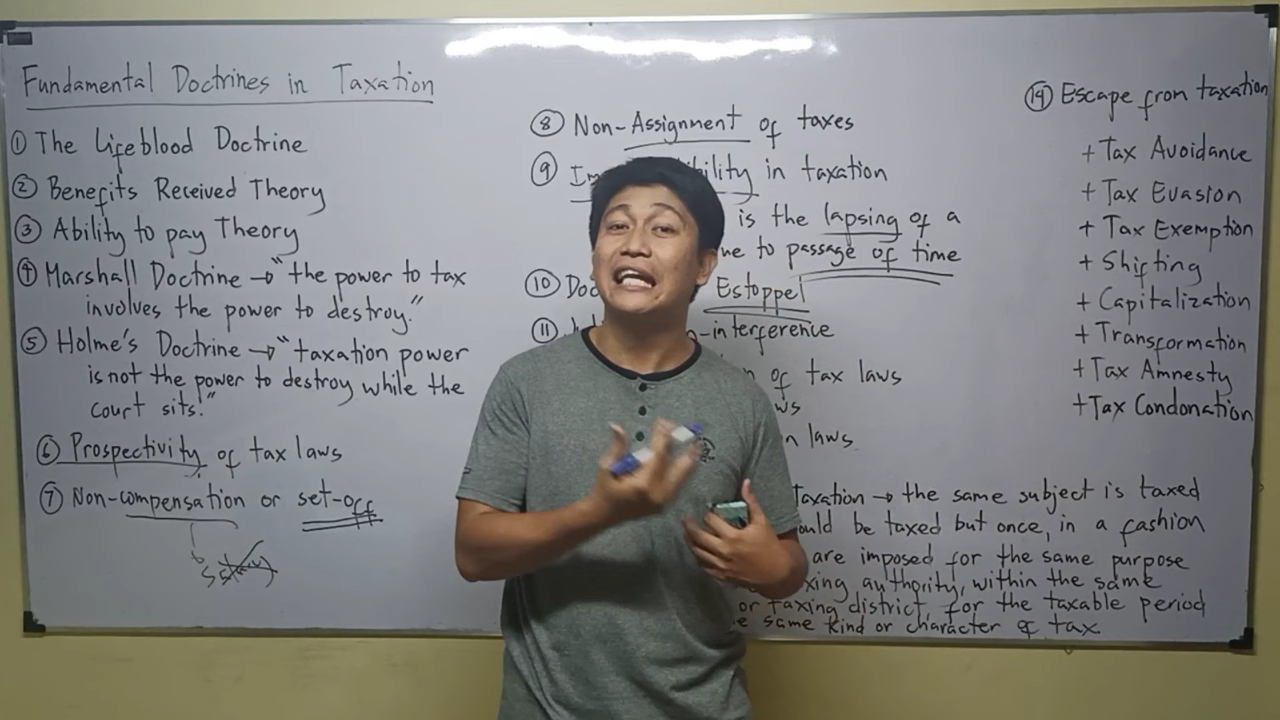 Fundamental Doctrines in Taxation
① The Lifeblood Doctrine
② Benefits Received Theory
③ Ability to pay Theory
④ Marshall Doctrine → "the power to tax
involves the power to destroy."
⑤ Holme's Doctrine → "taxation power
is not the power to destroy while the
court sits."
⑥ Prospectivity of tax laws
⑦ Non-compensation or set-off
⑧ Non-Assignment of taxes
⑨ in taxation
is the lapsing of a
to passage of time
⑩ Estoppel
⑪ -interference
of tax laws
laws
Taxation → the same subject is taxed
be taxed but once, in a fashion
are imposed for the same purpose
authority, within the same
or taxing district, for the taxable period
same kind or character of tax
⑭ Escape from taxation
+ Tax Avoidance
+ Tax Evasion
+ Tax Exemption
+ Shifting
+ Capitalization
+ Transformation
+ Tax Amnesty
+ Tax Condonation